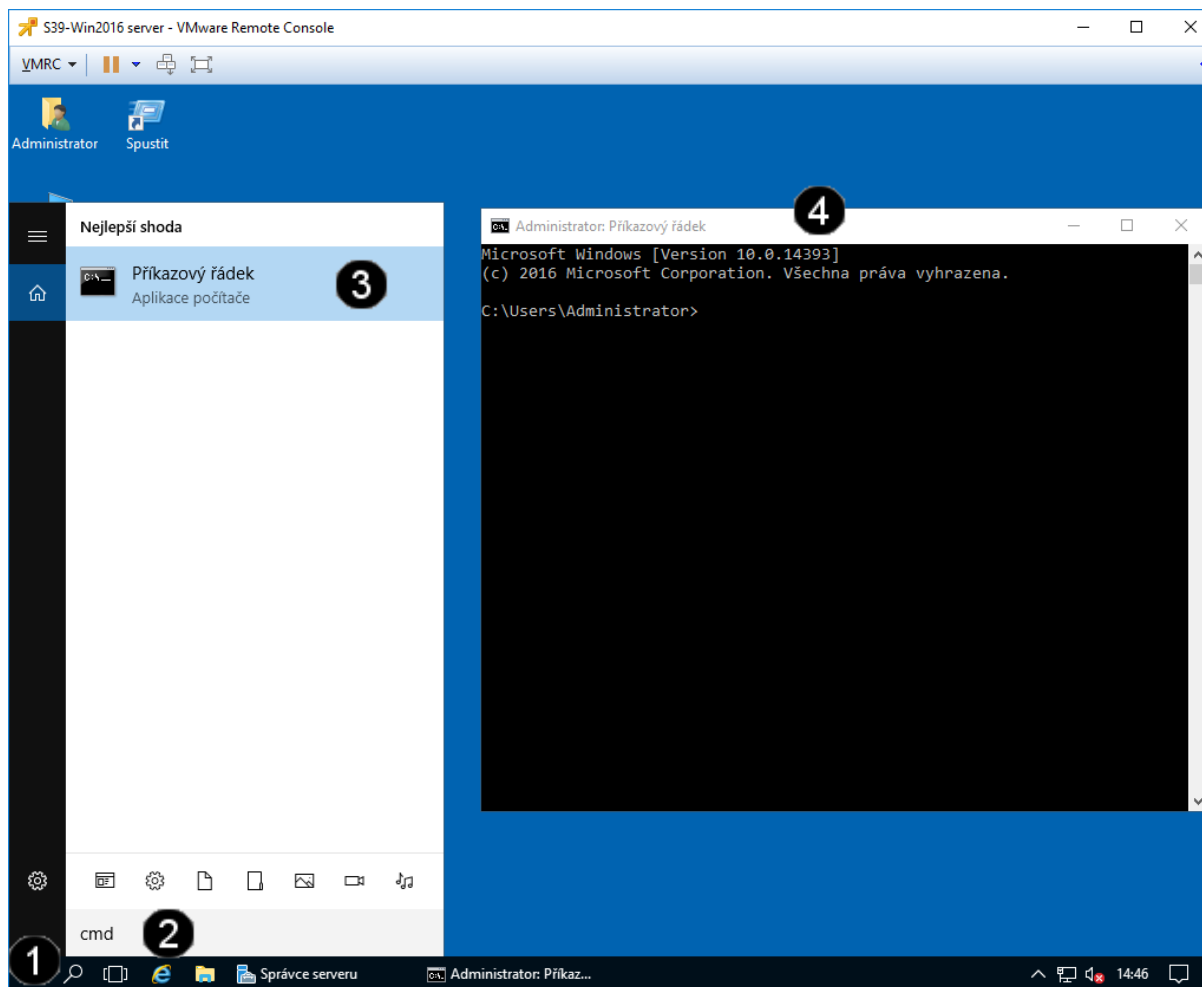 S39-Win2016 server - VMware Remote Console
VMRC
Administrator
Spustit
Nejlepší shoda
Příkazový řádek
Aplikace počítače
3
4
Administrator: Příkazový řádek
Microsoft Windows [Version 10.0.14393]
(c) 2016 Microsoft Corporation. Všechna práva vyhrazena.
C:\Users\Administrator>
cmd
2
1
Správce serveru
Administrator: Příkaz...
14:46